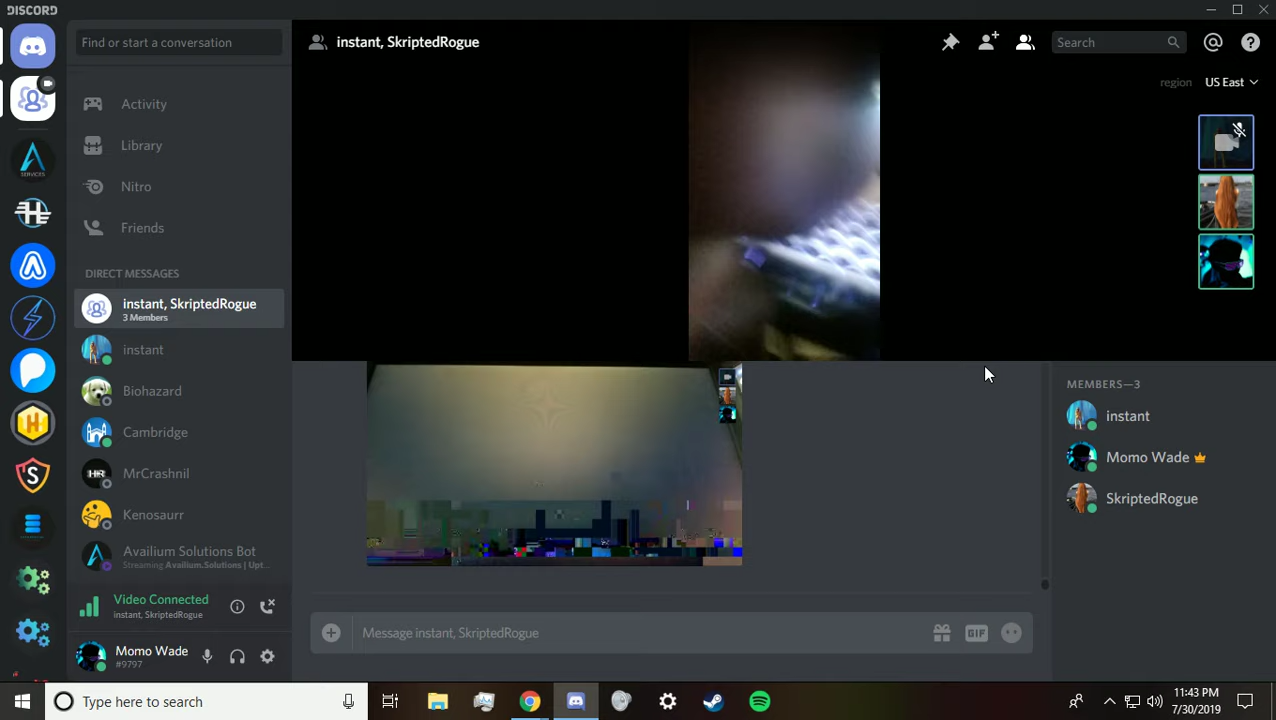 DISCORD
Find or start a conversation
instant, SkriptedRogue
Search
region
US East
Activity
Library
Nitro
Friends
DIRECT MESSAGES
instant, SkriptedRogue
3 Members
instant
Biohazard
Cambridge
MrCrashnil
Kenosaurr
Availium Solutions Bot
Streaming Availium.Solutions | Upt...
SERVICES
HR
MEMBERS—3
instant
Momo Wade
SkriptedRogue
Video Connected
instant, SkriptedRogue
Message instant, SkriptedRogue
GIF
Momo Wade
#9797
Type here to search
11:43 PM
7/30/2019